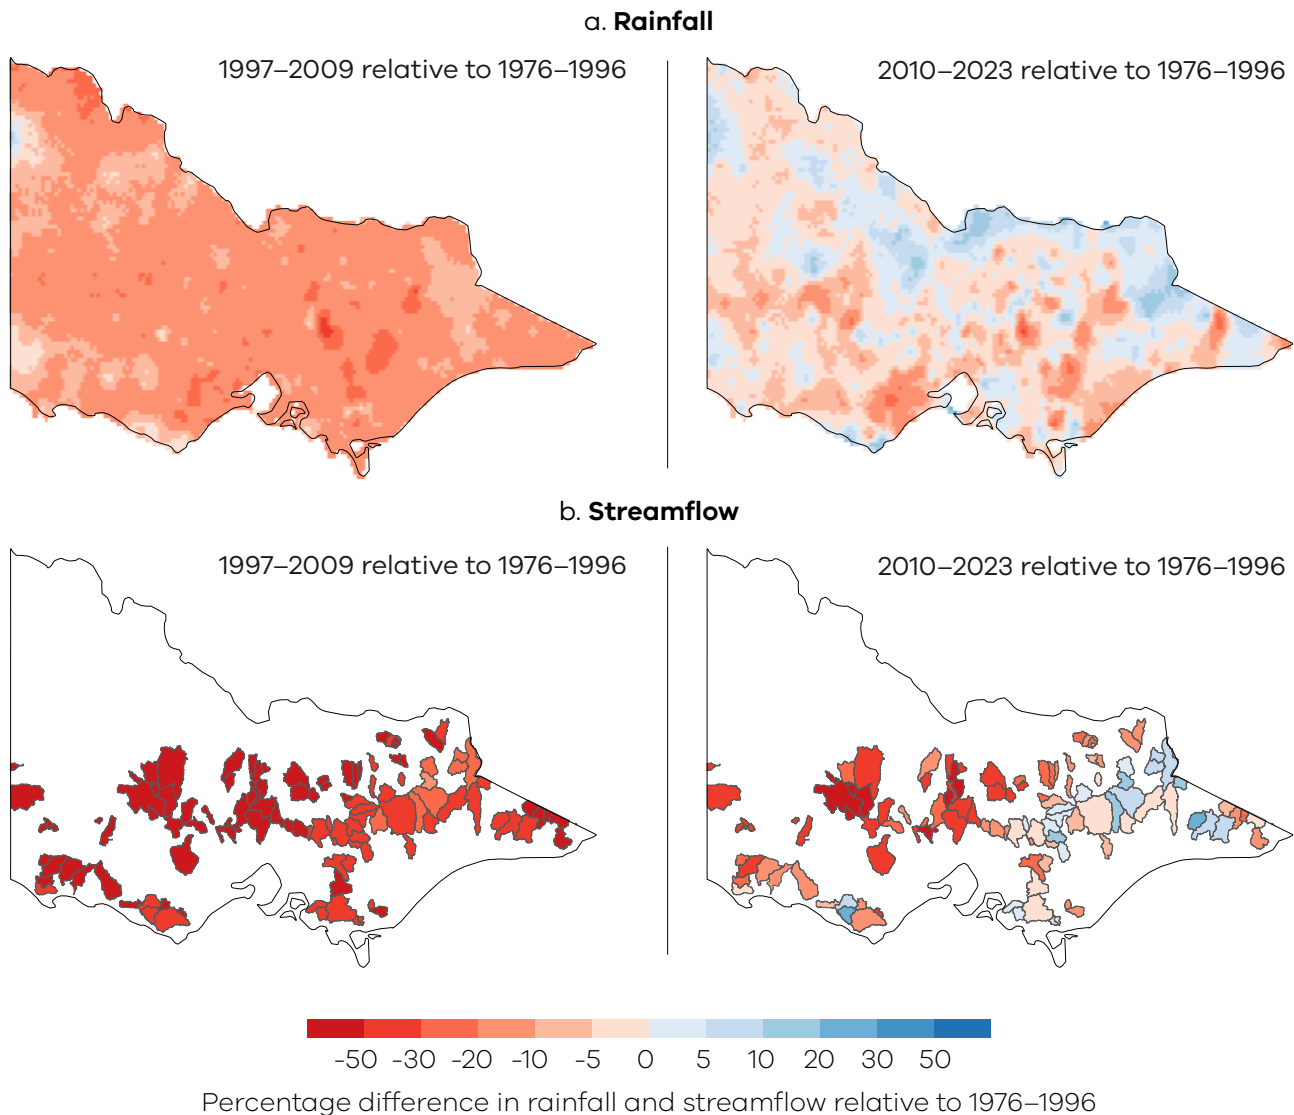 a. Rainfall
1997–2009 relative to 1976–1996
2010–2023 relative to 1976–1996
b. Streamflow
1997–2009 relative to 1976–1996
2010–2023 relative to 1976–1996
-50 -30 -20 -10 -5 0 5 10 20 30 50
Percentage difference in rainfall and streamflow relative to 1976–1996